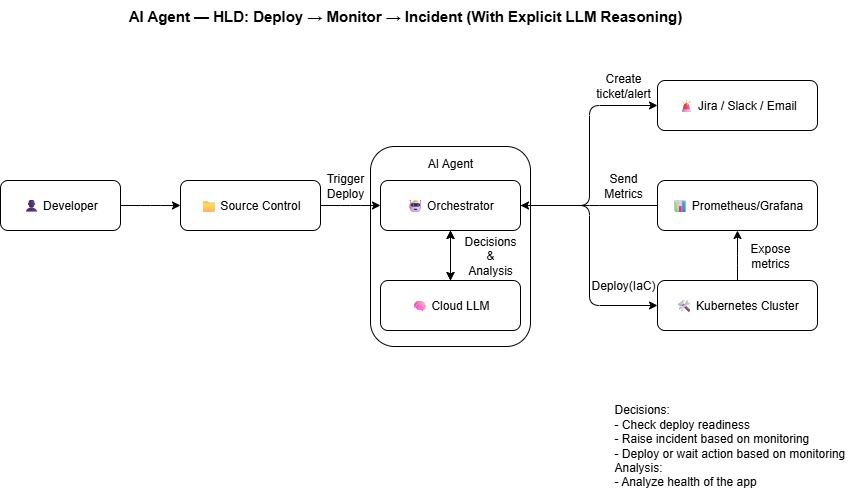 AI Agent — HLD: Deploy → Monitor → Incident (With Explicit LLM Reasoning)
Create
ticket/alert
Jira / Slack / Email
AI Agent
Trigger
Deploy
Send
Metrics
Developer
Source Control
Orchestrator
Prometheus/Grafana
Decisions
&
Analysis
Expose
metrics
Deploy(IaC)
Cloud LLM
Kubernetes Cluster
Decisions:
- Check deploy readiness
- Raise incident based on monitoring
- Deploy or wait action based on monitoring
Analysis:
- Analyze health of the app